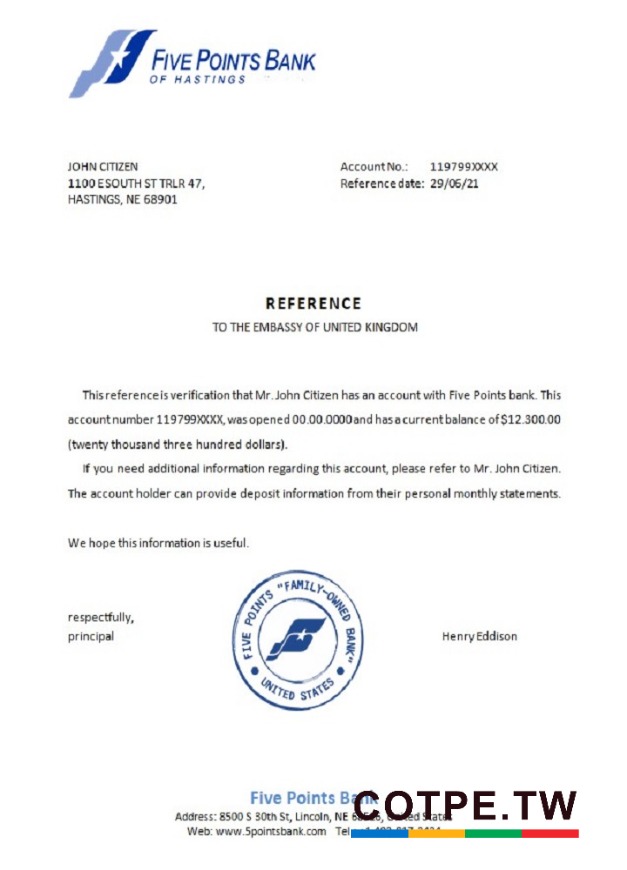 FIVE POINTS BANK
OF HASTINGS
JOHN CITIZEN
1100 ESOUTH ST TRLR 47,
HASTINGS, NE 68901
Account No.: 119799XXXX
Reference date: 29/06/21
REFERENCE
TO THE EMBASSY OF UNITED KINGDOM
This reference is verification that Mr. John Citizen has an account with Five Points bank. This
account number 119799XXXX, was opened 00.00.0000 and has a current balance of $12.300.00
(twenty thousand three hundred dollars).
If you need additional information regarding this account, please refer to Mr. John Citizen.
The account holder can provide deposit information from their personal monthly statements.
We hope this information is useful.
respectfully,
principal
FIVE POINTS "FAMILY-OWNED BANK"
UNITED STATES
Henry Eddison
Five Points Bank
COTPE.TW
Address: 8500 S 30th St, Lincoln, NE United States
Web: www.5pointsbank.com Tel